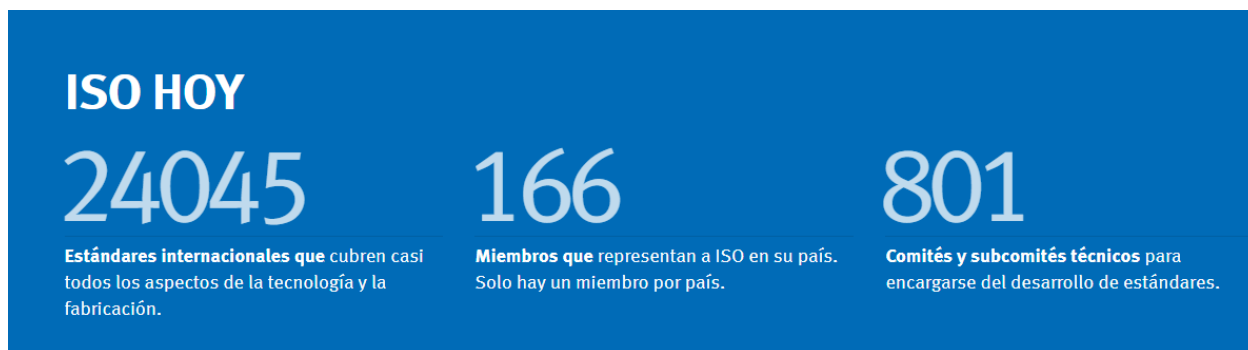 ISO HOY
24045
Estándares internacionales que cubren casi
todos los aspectos de la tecnología y la
fabricación.
166
Miembros que representan a ISO en su país.
Solo hay un miembro por país.
801
Comités y subcomités técnicos para
encargarse del desarrollo de estándares.